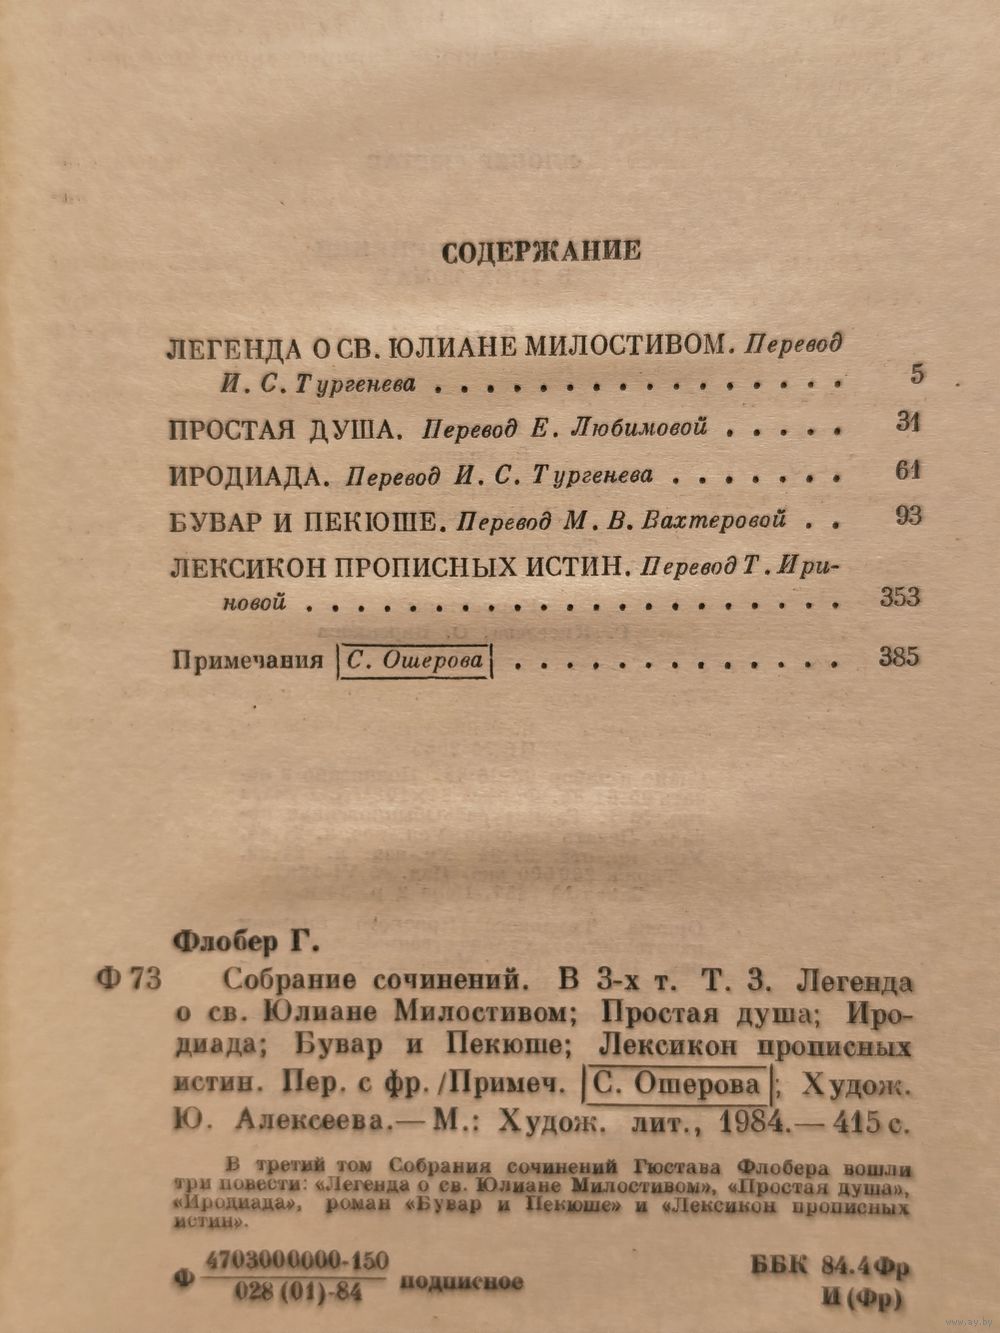 СОДЕРЖАНИЕ
ЛЕГЕНДА О СВ. ЮЛИАНЕ МИЛОСТИВОМ. Перевод
И. С. Тургенева . . . . . . . . . . . . . . . . 5
ПРОСТАЯ ДУША. Перевод Е. Любимовой . . . . . 31
ИРОДИАДА. Перевод И. С. Тургенева . . . . . . . 61
БУВАР И ПЕКЮШЕ. Перевод М. В. Вахтеровой . . 93
ЛЕКСИКОН ПРОПИСНЫХ ИСТИН. Перевод Т. Ири-
новой . . . . . . . . . . . . . . . . . . . . . 353
Примечания С. Ошерова . . . . . . . . . . . . . 385
Флобер Г.
Ф 73 Собрание сочинений. В 3-х т. Т. 3. Легенда
о св. Юлиане Милостивом; Простая душа; Иро-
диада; Бувар и Пекюше; Лексикон прописных
истин. Пер. с фр. /Примеч. С. Ошерова; Худож.
Ю. Алексеева.— М.: Худож. лит., 1984.— 415 с.
В третий том Собрания сочинений Гюстава Флобера вошли
три повести: «Легенда о св. Юлиане Милостивом», «Простая душа»,
«Иродиада», роман «Бувар и Пекюше» и «Лексикон прописных
истин».
Ф 4703000000-150 подписное ББК 84.4Фр
028 (01)-84 И (Фр)
www.ay.by